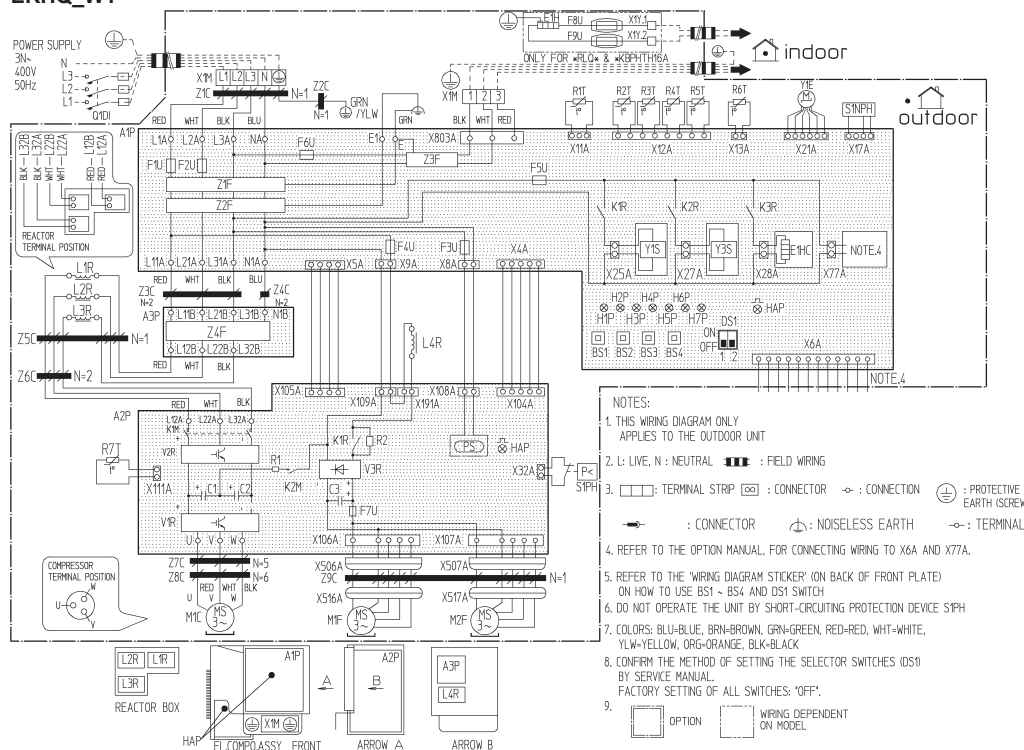 POWER SUPPLY
3N~
400V
50Hz
N
L3
L2
L1
Q1DI
X1M L1 L2 L3 N
Z1C N=1
Z2C
N=1
GRN
/YLW
E1H F8U X1Y.1
F9U X1Y.2
ONLY FOR *RLQ* & *KBPHTH16A
indoor
outdoor
X1M 1 2 3
R1T R2T R3T R4T R5T R6T Y1E
M
S1NPH
RED WHT BLK BLU GRN BLK WHT RED
A1P L1A L2A L3A NA E1 E X803A X11A X12A X13A X21A X17A
F1U F2U F6U Z3F F5U
Z1F
Z2F
K1R K2R K3R
F4U F3U
Y1S Y3S E1HC NOTE.4
X25A X27A X28A X77A
L32B L32A L22B L22A L12B L12A
BLK BLK WHT WHT RED RED
REACTOR
TERMINAL POSITION
L11A L21A L31A N1A X5A X9A X8A X4A
RED WHT BLK BLU
L1R
L2R
L3R
Z3C
N=2
Z4C
N=2
A3P L11B L21B L31B N1B
Z4F
L12B L22B L32B
RED WHT BLK
Z5C N=1
Z6C N=2
L4R
H2P H4P H6P
H1P H3P H5P H7P
HAP
DS1
ON
OFF
1 2
BS1 BS2 BS3 BS4
X6A
NOTE.4
X105A X109A X191A X108A X104A
RED WHT BLK
A2P L12A L22A L32A
K1M
R7T
X111A
V2R
R1
K2M
K1R R2
V3R
PS
HAP
X32A
P<
S1PH
C1 C2
C3
V1R
F7U
U V W
X106A X107A
Z7C N=5
Z8C N=6
RED WHT BLK
U V W
M1C
MS
3~
X506A X507A
Z9C N=1
X516A X517A
M1F
MS
3~
M2F
MS
3~
COMPRESSOR
TERMINAL POSITION
W
U
V
NOTES:
1. THIS WIRING DIAGRAM ONLY
APPLIES TO THE OUTDOOR UNIT
2. L: LIVE, N : NEUTRAL : FIELD WIRING
3. : TERMINAL STRIP : CONNECTOR : CONNECTION : PROTECTIVE
EARTH (SCREW
: CONNECTOR : NOISELESS EARTH : TERMINAL
4. REFER TO THE OPTION MANUAL, FOR CONNECTING WIRING TO X6A AND X77A.
5. REFER TO THE 'WIRING DIAGRAM STICKER' (ON BACK OF FRONT PLATE)
ON HOW TO USE BS1 ~ BS4 AND DS1 SWITCH
6. DO NOT OPERATE THE UNIT BY SHORT-CIRCUITING PROTECTION DEVICE S1PH
7. COLORS: BLU=BLUE, BRN=BROWN, GRN=GREEN, RED=RED, WHT=WHITE,
YLW=YELLOW, ORG=ORANGE, BLK=BLACK
8. CONFIRM THE METHOD OF SETTING THE SELECTOR SWITCHES (DS1)
BY SERVICE MANUAL.
FACTORY SETTING OF ALL SWITCHES: "OFF".
9. OPTION WIRING DEPENDENT
ON MODEL
L2R L1R
L3R
REACTOR BOX
A1P
X1M
HAP
EL.COMPO.ASSY FRONT
A
A2P
B
ARROW A
A3P
L4R
ARROW B